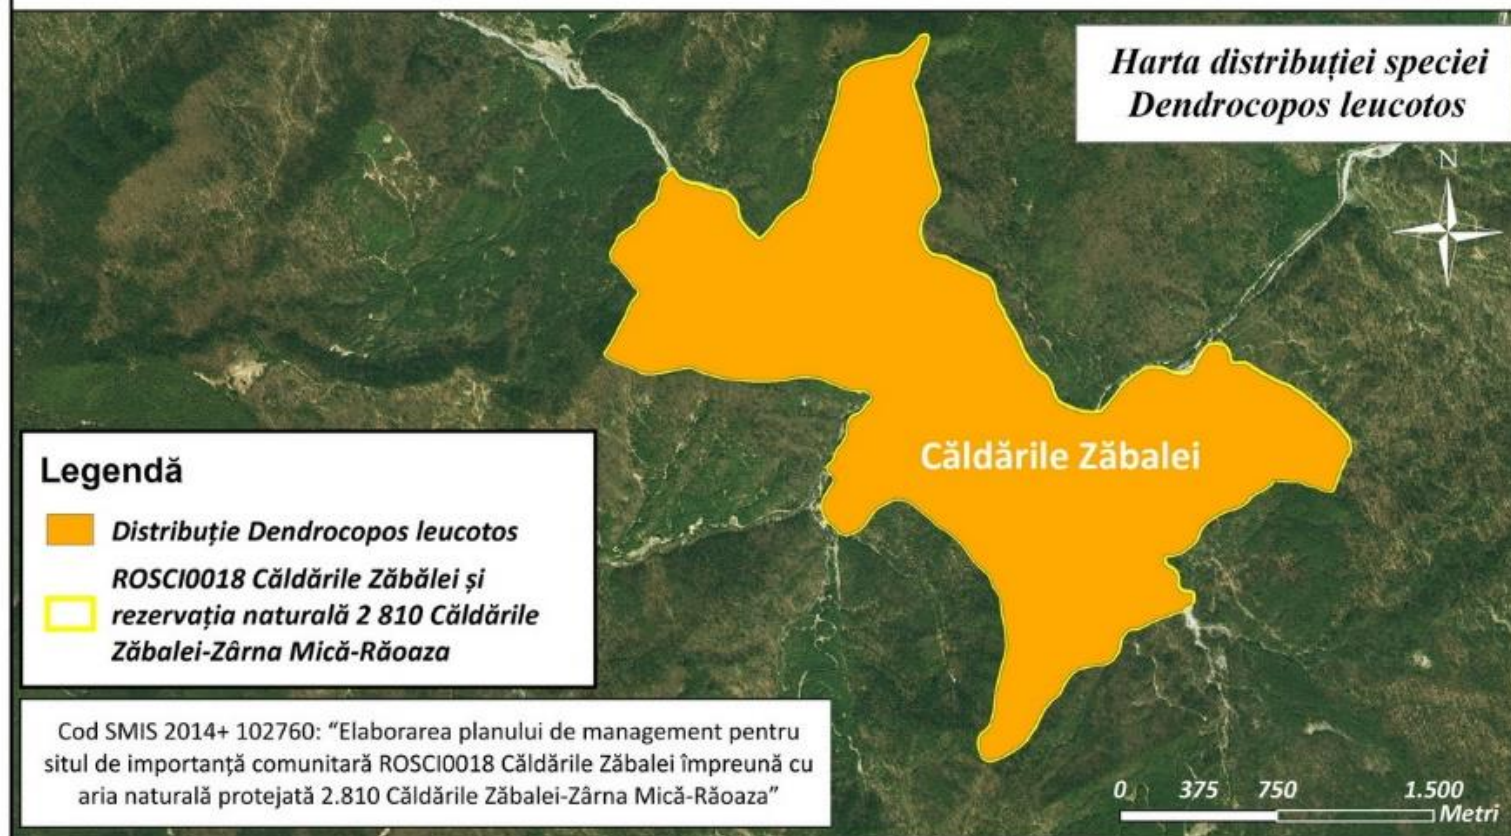 Harta distribuției speciei
Dendrocopos leucotos
N
Căldările Zăbalei
Legendă
Distribuție Dendrocopos leucotos
ROSCI0018 Căldările Zăbălei și
rezervația naturală 2 810 Căldările
Zăbalei-Zârna Mică-Răoaza
Cod SMIS 2014+ 102760: “Elaborarea planului de management pentru
situl de importanță comunitară ROSCI0018 Căldările Zăbalei împreună cu
aria naturală protejată 2.810 Căldările Zăbalei-Zârna Mică-Răoaza”
0 375 750 1.500
Metri